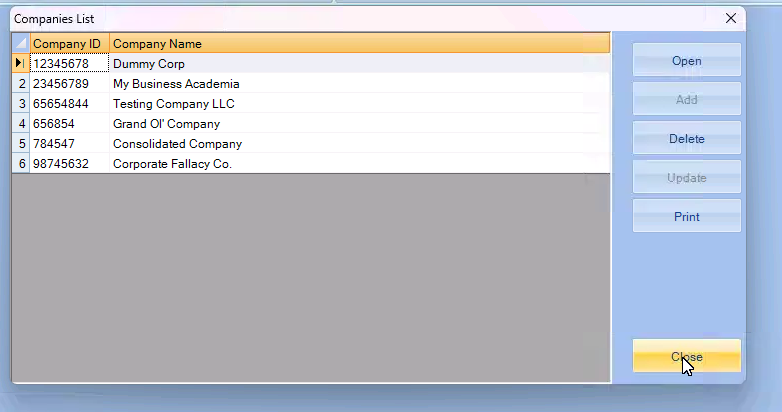 Companies List
Company ID Company Name
12345678 Dummy Corp
2 23456789 My Business Academia
3 65654844 Testing Company LLC
4 656854 Grand Ol' Company
5 784547 Consolidated Company
6 98745632 Corporate Fallacy Co.
Open
Add
Delete
Update
Print
Close